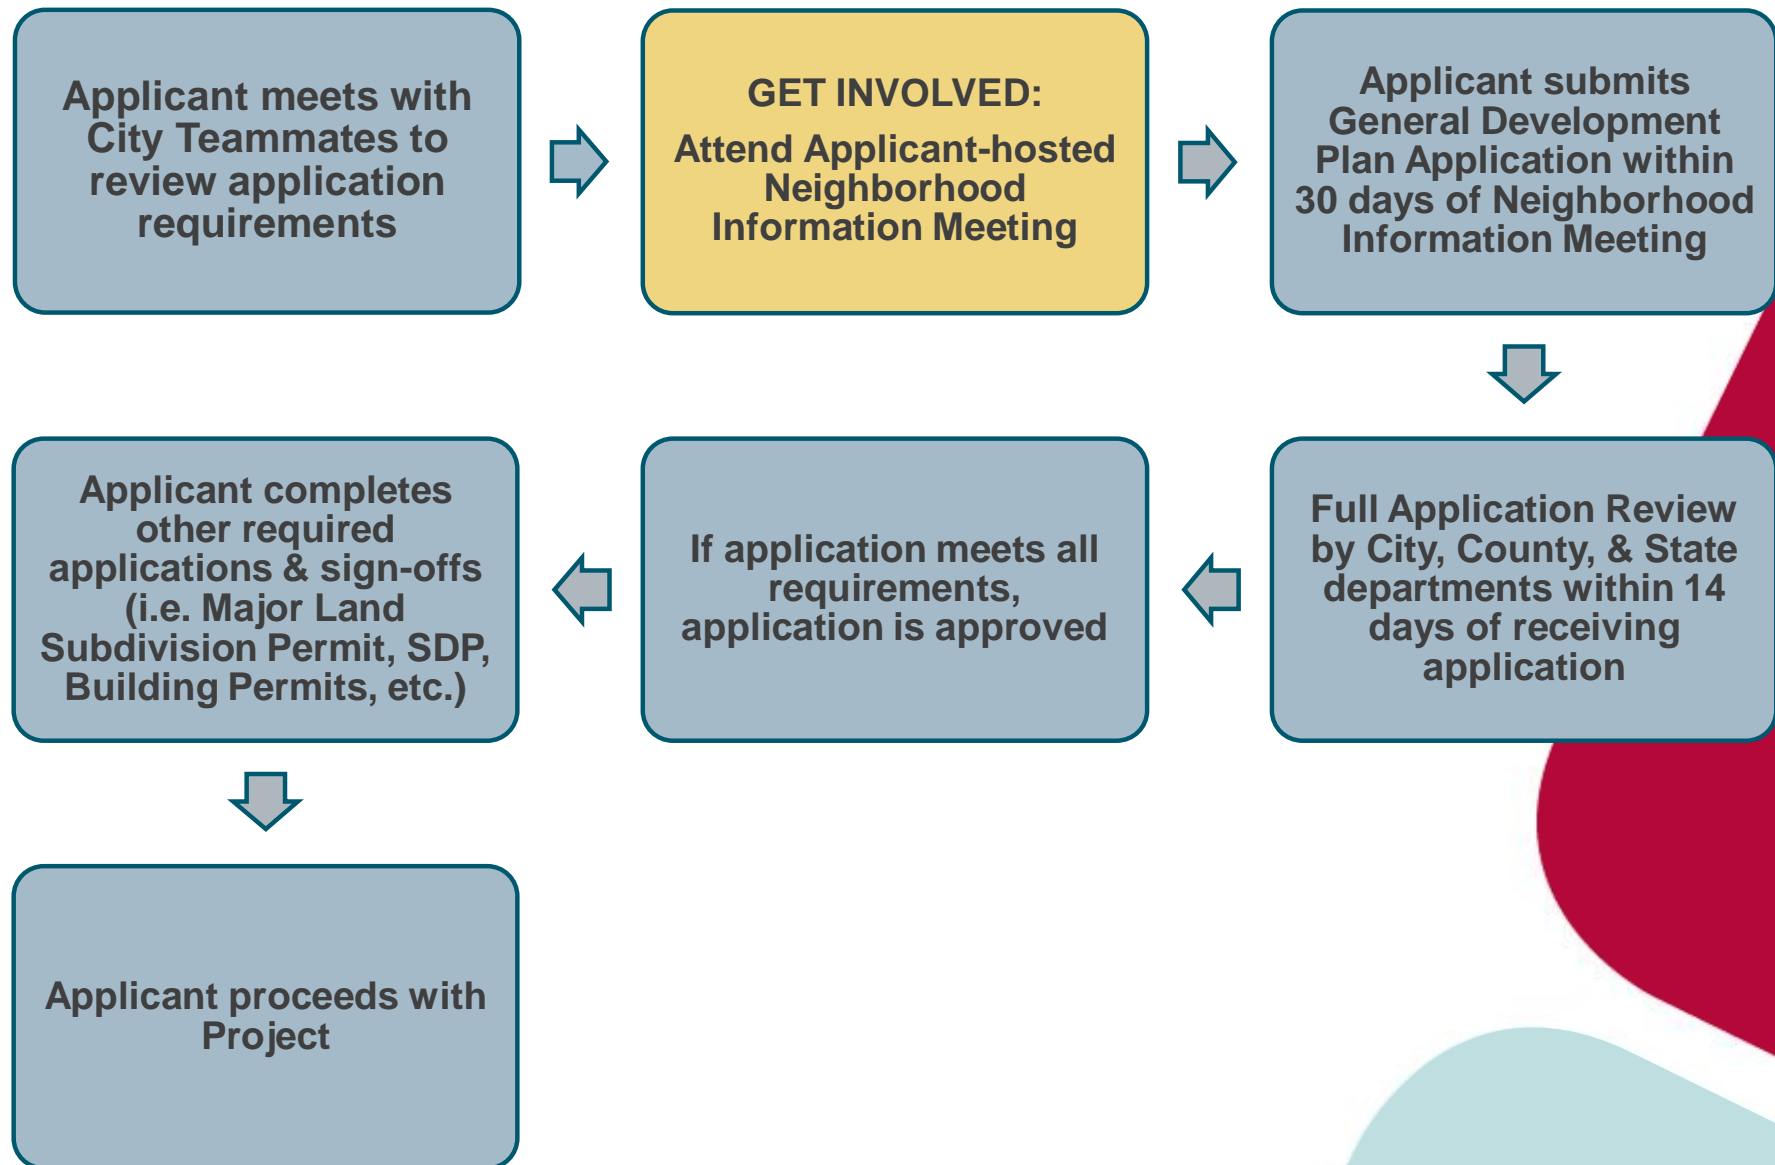 Applicant meets with
City Teammates to
review application
requirements
GET INVOLVED:
Attend Applicant-hosted
Neighborhood
Information Meeting
Applicant submits
General Development
Plan Application within
30 days of Neighborhood
Information Meeting
Full Application Review
by City, County, & State
departments within 14
days of receiving
application
If application meets all
requirements,
application is approved
Applicant completes
other required
applications & sign-offs
(i.e. Major Land
Subdivision Permit, SDP,
Building Permits, etc.)
Applicant proceeds with
Project